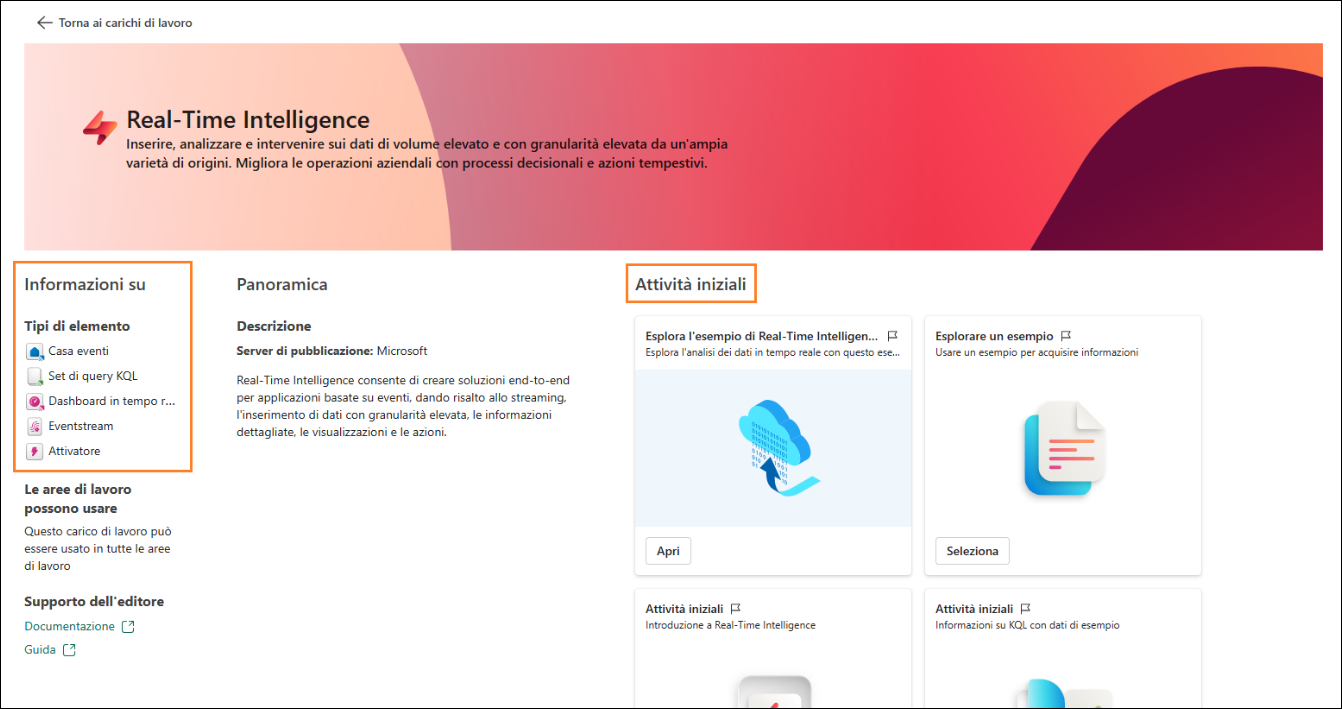 Torna ai carichi di lavoro
Real-Time Intelligence
Inserire, analizzare e intervenire sui dati di volume elevato e con granularità elevata da un'ampia
varietà di origini. Migliora le operazioni aziendali con processi decisionali e azioni tempestivi.
Informazioni su
Tipi di elemento
Casa eventi
Set di query KQL
Dashboard in tempo r...
Eventstream
Attivatore
Le aree di lavoro
possono usare
Questo carico di lavoro può
essere usato in tutte le aree
di lavoro
Supporto dell'editore
Documentazione
Guida
Panoramica
Descrizione
Server di pubblicazione: Microsoft
Real-Time Intelligence consente di creare soluzioni end-to-end
per applicazioni basate su eventi, dando risalto allo streaming,
l'inserimento di dati con granularità elevata, le informazioni
dettagliate, le visualizzazioni e le azioni.
Attività iniziali
Esplora l'esempio di Real-Time Intelligen...
Esplora l'analisi dei dati in tempo reale con questo ese...
Apri
Esplorare un esempio
Usare un esempio per acquisire informazioni
Seleziona
Attività iniziali
Introduzione a Real-Time Intelligence
Attività iniziali
Informazioni su KQL con dati di esempio